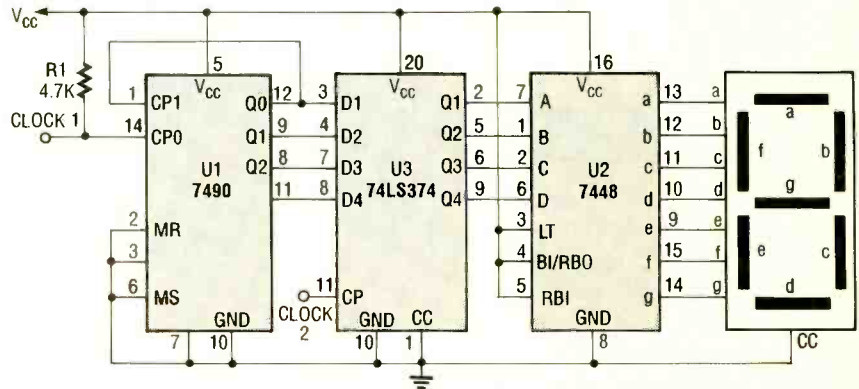 Vcc
R1
4.7K
CLOCK 1
1
14
2
3
6
CP1
CP0
MR
MS
5
Vcc
U1
7490
GND
7
10
Q0
Q1
Q2
12
9
8
11
3
4
7
8
D1
D2
D3
D4
20
Vcc
U3
74LS374
11
CP
CLOCK
2
GND
CC
10
1
Q1
Q2
Q3
Q4
2
5
6
9
7
1
2
6
3
4
5
A
B
C
D
LT
BI/RBO
RBI
16
Vcc
U2
7448
GND
8
a
b
c
d
e
f
g
13
12
11
10
9
15
14
a
b
c
d
e
f
g
a
f
b
g
e
c
d
CC